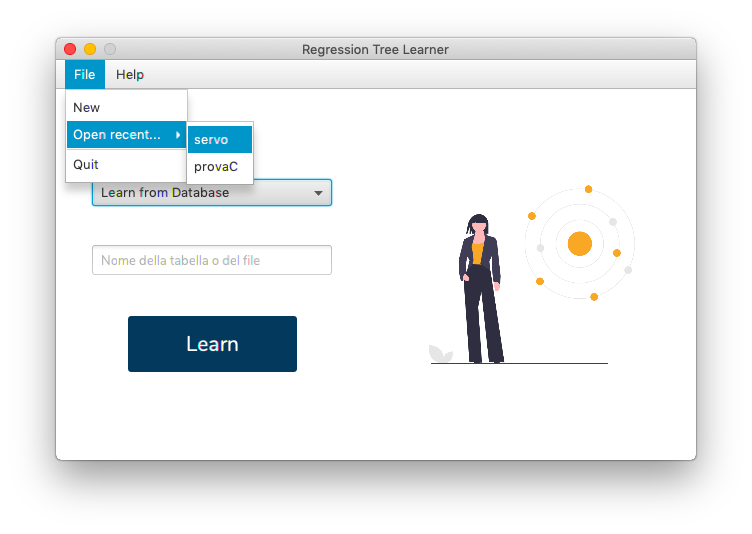 Regression Tree Learner
File Help
New
Open recent...
servo
provaC
Quit
Learn from Database
Nome della tabella o del file
Learn